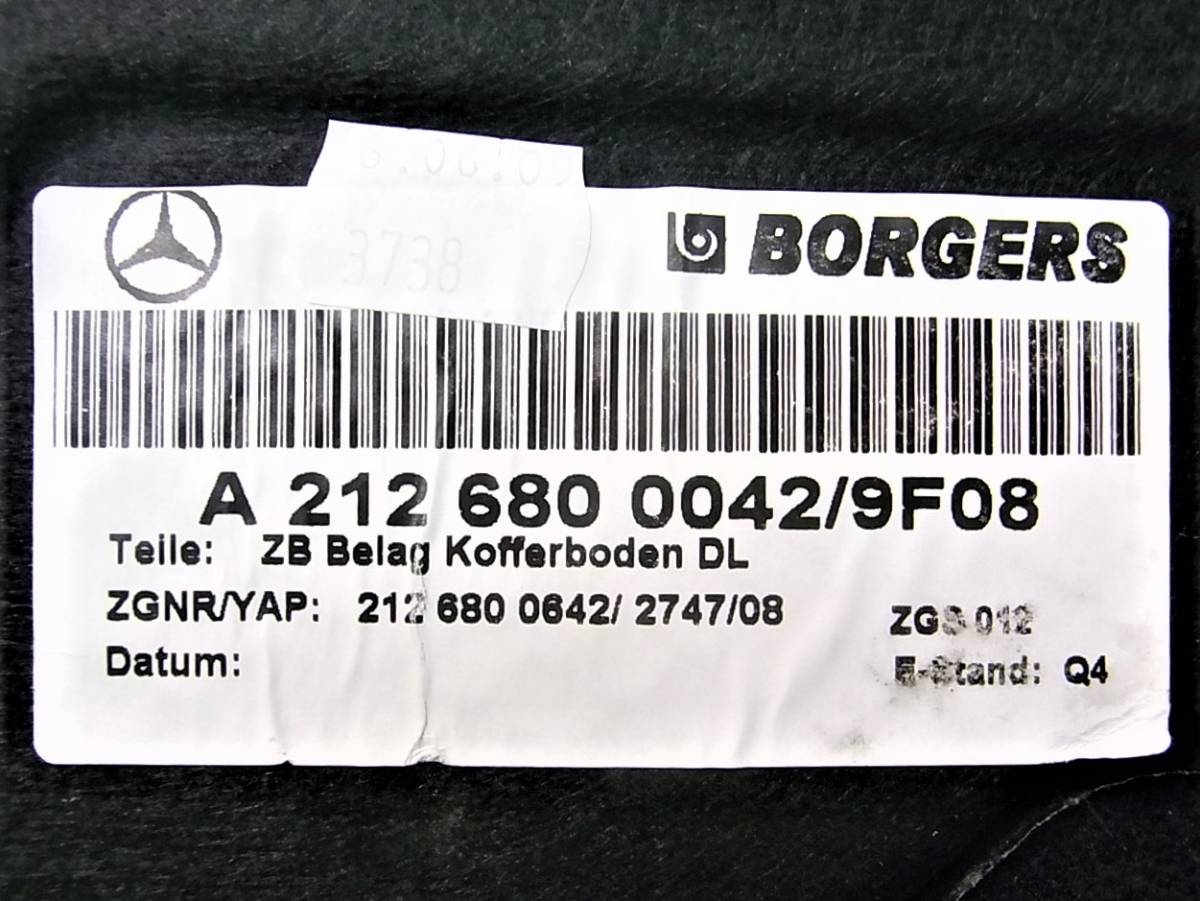 3738
BORGERS
A 212 680 0042/9F08
Teile: ZB Belag Kofferboden DL
ZGNR/YAP: 212 680 0642/ 2747/08 ZGS 012
Datum: E-Stand: Q4